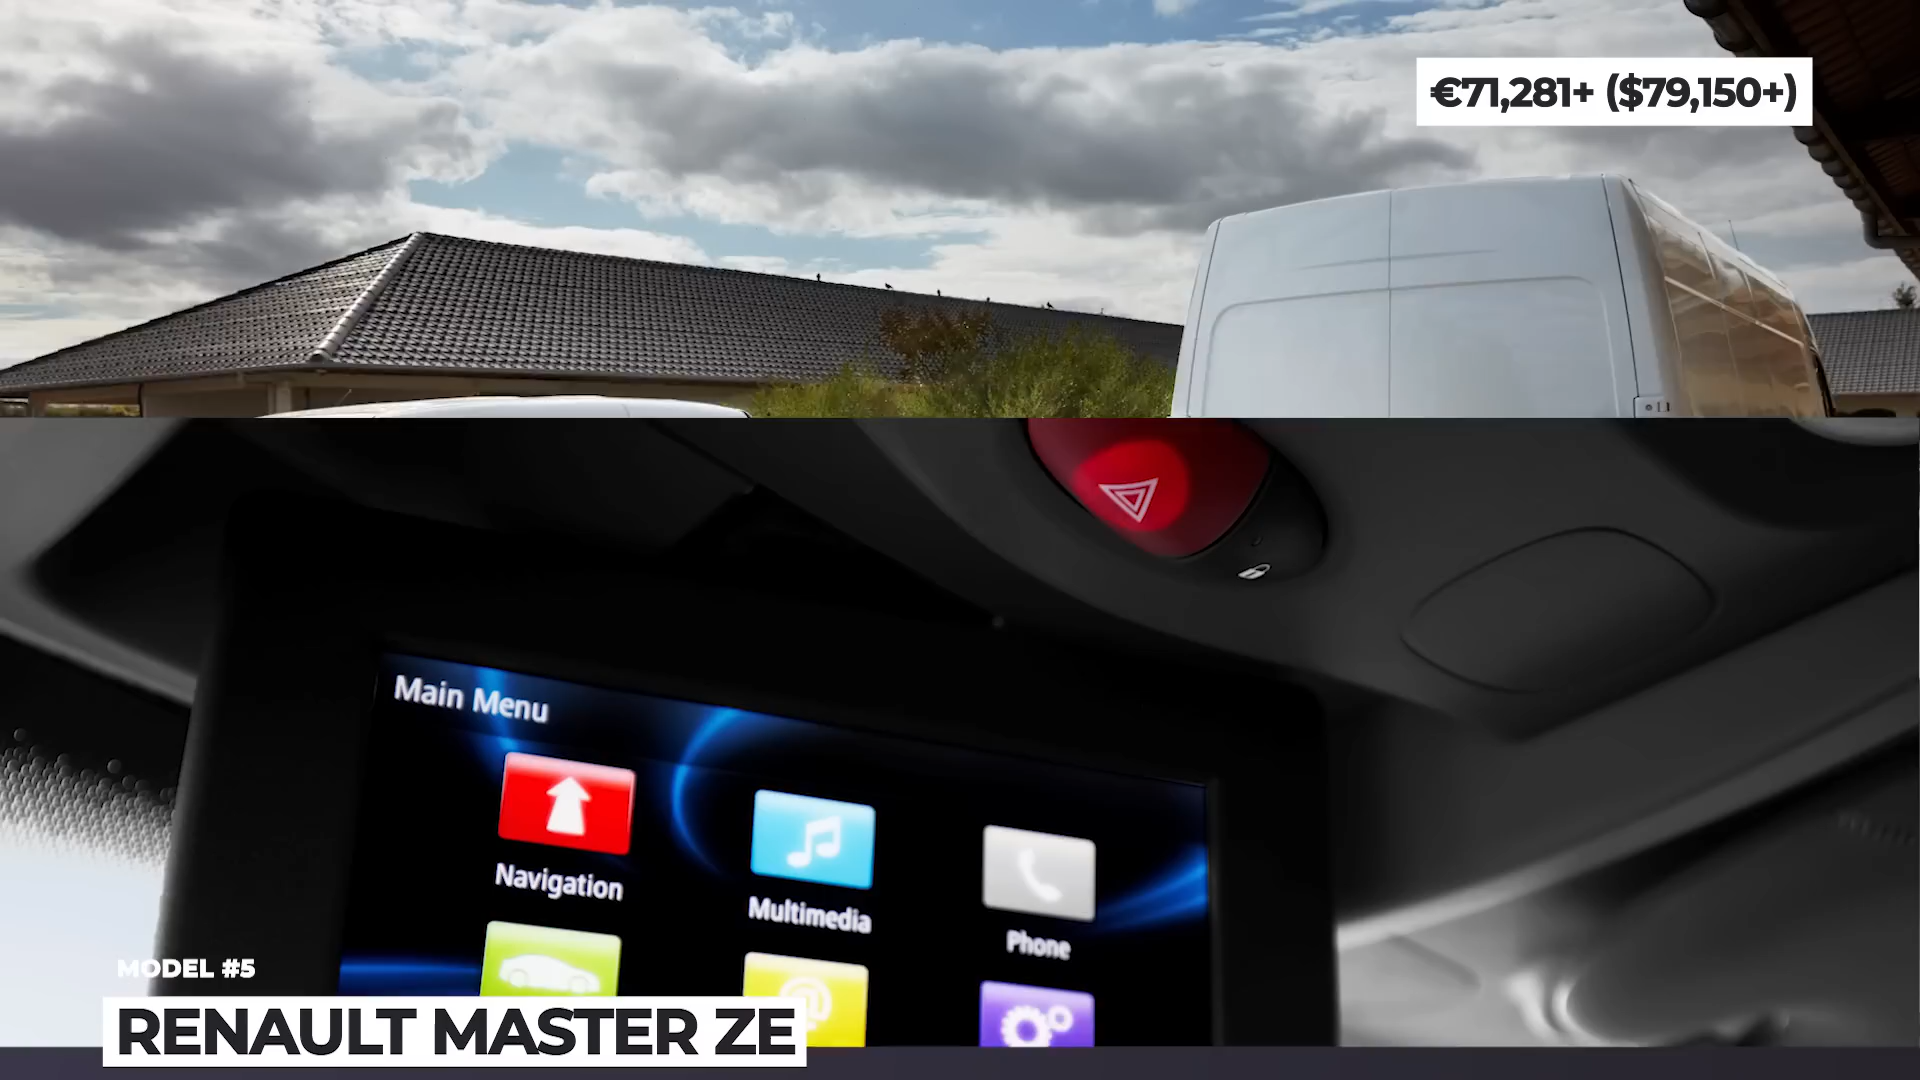 €71,281+ ($79,150+)
Main Menu
Navigation
Multimedia
Phone
MODEL #5
RENAULT MASTER ZE